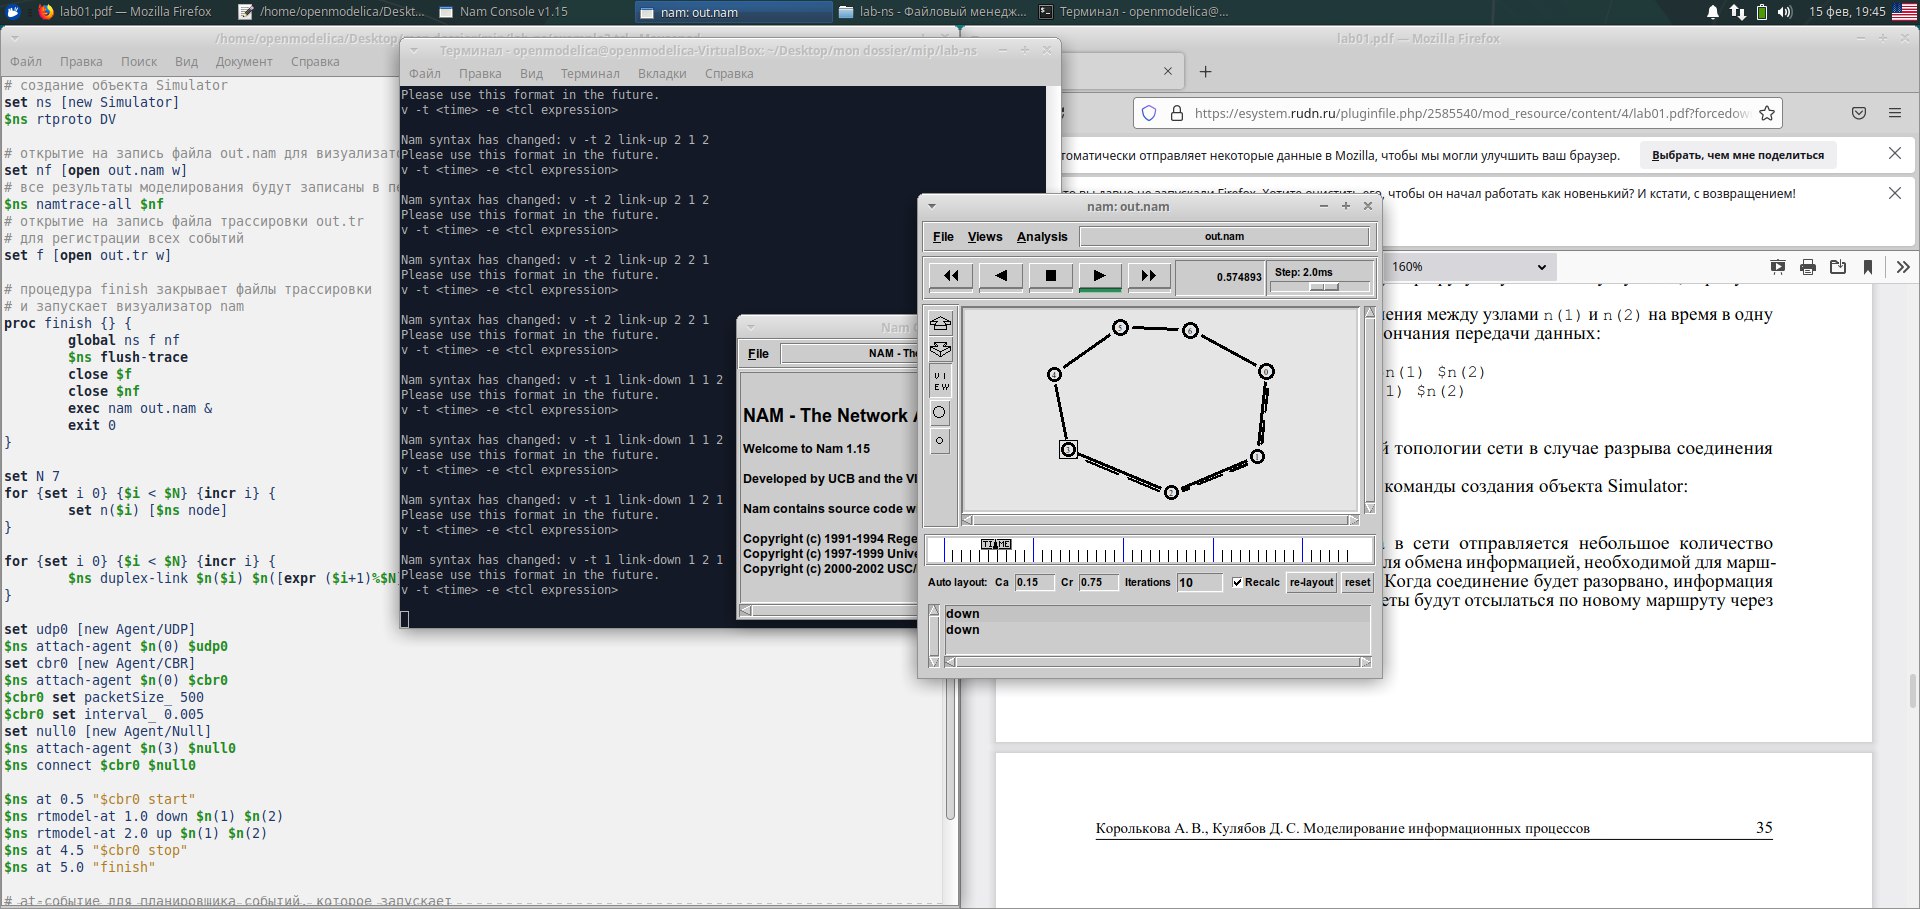 lab01.pdf — Mozilla Firefox
/home/openmodelica/Deskt...
Nam Console v1.15
nam: out.nam
lab-ns - Файловый менедж...
Терминал - openmodelica@...
15 фев, 19:45
Файл Правка Поиск Вид Документ Справка
# создание объекта Simulator
set ns [new Simulator]
$ns rtproto DV
# открытие на запись файла out.nam для визуализато
set nf [open out.nam w]
# все результаты моделирования будут записаны в пе
$ns namtrace-all $nf
# открытие на запись файла трассировки out.tr
# для регистрации всех событий
set f [open out.tr w]
# процедура finish закрывает файлы трассировки
# и запускает визуализатор nam
proc finish {} {
global ns f nf
$ns flush-trace
close $f
close $nf
exec nam out.nam &
exit 0
}
set N 7
for {set i 0} {$i < $N} {incr i} {
set n($i) [$ns node]
}
for {set i 0} {$i < $N} {incr i} {
$ns duplex-link $n($i) $n([expr ($i+1)%$N
}
set udp0 [new Agent/UDP]
$ns attach-agent $n(0) $udp0
set cbr0 [new Agent/CBR]
$ns attach-agent $n(0) $cbr0
$cbr0 set packetSize_ 500
$cbr0 set interval_ 0.005
set null0 [new Agent/Null]
$ns attach-agent $n(3) $null0
$ns connect $cbr0 $null0
$ns at 0.5 "$cbr0 start"
$ns rtmodel-at 1.0 down $n(1) $n(2)
$ns rtmodel-at 2.0 up $n(1) $n(2)
$ns at 4.5 "$cbr0 stop"
$ns at 5.0 "finish"
# at-событие для планировщика событий, которое запускает
Терминал - openmodelica@openmodelica-VirtualBox: ~/Desktop/mon dossier/mip/lab-ns
Файл Правка Вид Терминал Вкладки Справка
Please use this format in the future.
v -t <time> -e <tcl expression>
Nam syntax has changed: v -t 2 link-up 2 1 2
Please use this format in the future.
v -t <time> -e <tcl expression>
Nam syntax has changed: v -t 2 link-up 2 1 2
Please use this format in the future.
v -t <time> -e <tcl expression>
Nam syntax has changed: v -t 2 link-up 2 2 1
Please use this format in the future.
v -t <time> -e <tcl expression>
Nam syntax has changed: v -t 2 link-up 2 2 1
Please use this format in the future.
v -t <time> -e <tcl expression>
Nam syntax has changed: v -t 1 link-down 1 1 2
Please use this format in the future.
v -t <time> -e <tcl expression>
Nam syntax has changed: v -t 1 link-down 1 1 2
Please use this format in the future.
v -t <time> -e <tcl expression>
Nam syntax has changed: v -t 1 link-down 1 2 1
Please use this format in the future.
v -t <time> -e <tcl expression>
Nam syntax has changed: v -t 1 link-down 1 2 1
Please use this format in the future.
v -t <time> -e <tcl expression>
File
NAM - The
NAM - The Network
Welcome to Nam 1.15
Developed by UCB and the VI
Nam contains source code w
Copyright (c) 1991-1994 Rege
Copyright (c) 1997-1999 Unive
Copyright (c) 2000-2002 USC/
nam: out.nam
File Views Analysis out.nam
0.574893 Step: 2.0ms
VIEW
5 6
4 0
3 1
2
TIME
Auto layout: Ca 0.15 Cr 0.75 Iterations 10 Recalc re-layout reset
down
down
lab01.pdf — Mozilla Firefox
https://esystem.rudn.ru/pluginfile.php/2585540/mod_resource/content/4/lab01.pdf?forcedow
томатически отправляет некоторые данные в Mozilla, чтобы мы могли улучшить ваш браузер. Выбрать, чем мне поделиться
чтобы он начал работать как новенький? И кстати, с возвращением!
160%
ения между узлами n(1) и n(2) на время в одну
ончания передачи данных:
n(1) $n(2)
1) $n(2)
й топологии сети в случае разрыва соединения
команды создания объекта Simulator:
в сети отправляется небольшое количество
ля обмена информацией, необходимой для марш-
Когда соединение будет разорвано, информация
еты будут отсылаться по новому маршруту через
Королькова А. В., Кулябов Д. С. Моделирование информационных процессов 35